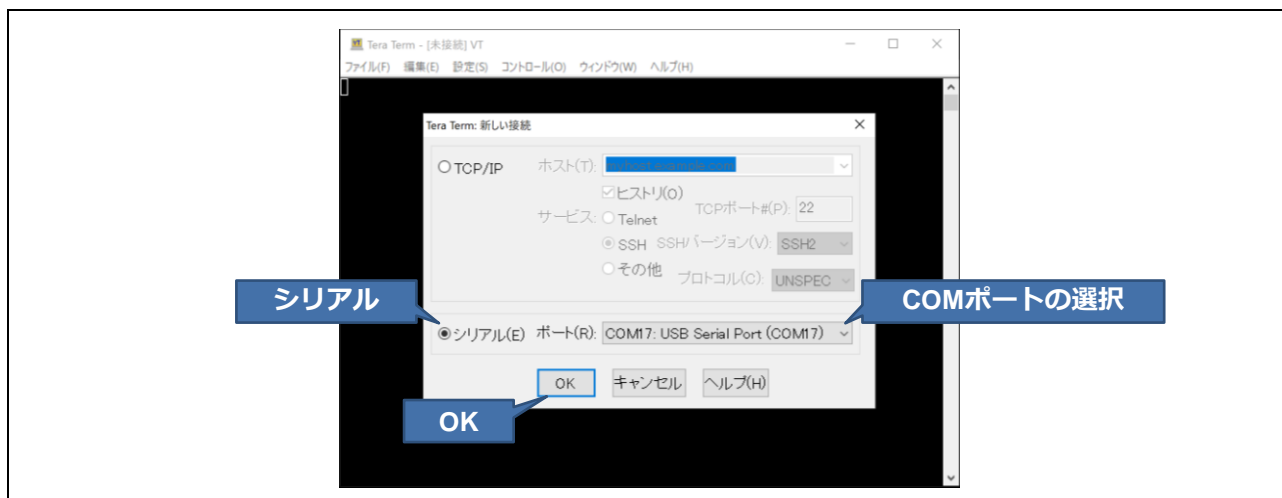 Tera Term - [未接続] VT
ファイル(F) 編集(E) 設定(S) コントロール(O) ウィンドウ(W) ヘルプ(H)
Tera Term: 新しい接続
TCP/IP ホスト(T): myhost.example.com
ヒストリ(O)
サービス: Telnet TCPポート#(P): 22
SSH SSHバージョン(V): SSH2
その他 プロトコル(C): UNSPEC
シリアル COMポートの選択
シリアル(E) ポート(R): COM17: USB Serial Port (COM17)
OK キャンセル ヘルプ(H)
OK